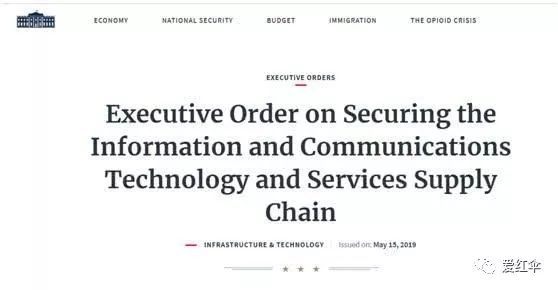 ECONOMY NATIONAL SECURITY BUDGET IMMIGRATION THE OPIOID CRISIS
EXECUTIVE ORDERS
Executive Order on Securing the
Information and Communications
Technology and Services Supply
Chain
INFRASTRUCTURE & TECHNOLOGY Issued on: May 15, 2019
爱红伞